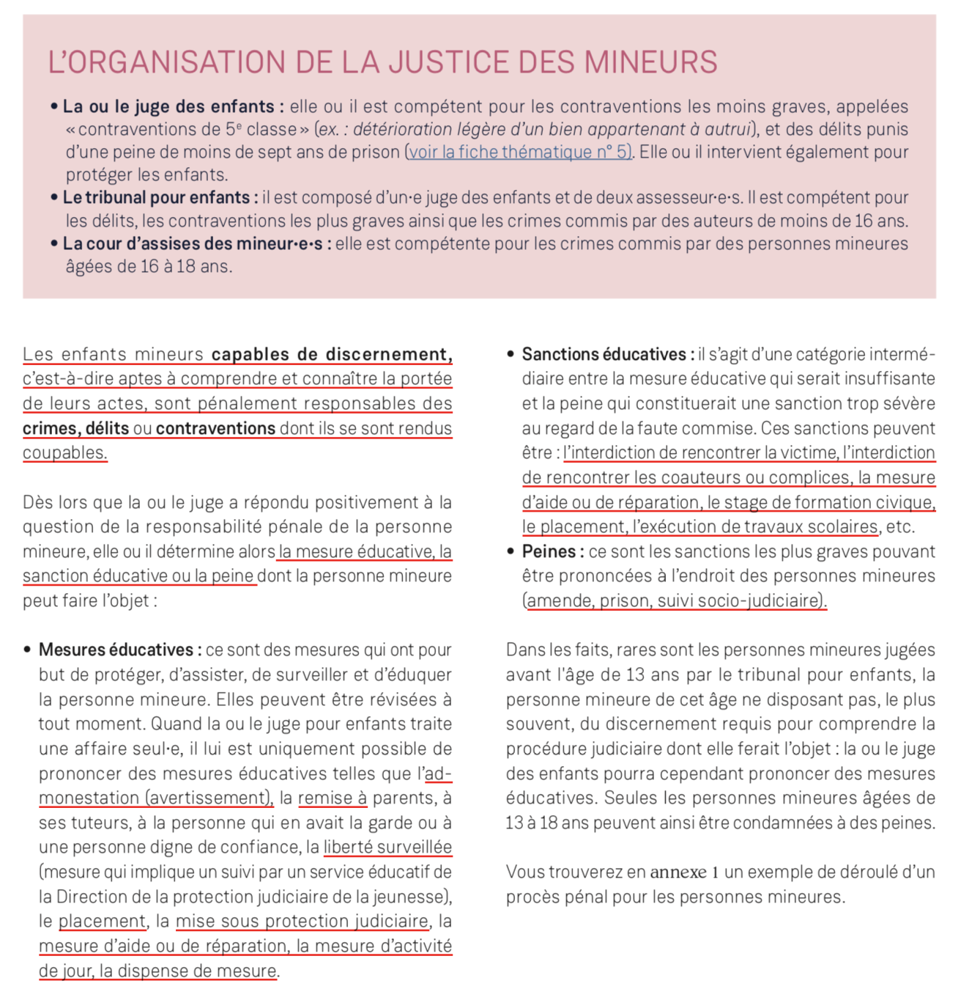 L’ORGANISATION DE LA JUSTICE DES MINEURS
• La ou le juge des enfants : elle ou il est compétent pour les contraventions les moins graves, appelées
« contraventions de 5e classe » (ex. : détérioration légère d’un bien appartenant à autrui), et des délits punis
d’une peine de moins de sept ans de prison (voir la fiche thématique n° 5). Elle ou il intervient également pour
protéger les enfants.
• Le tribunal pour enfants : il est composé d’un·e juge des enfants et de deux assesseur·e·s. Il est compétent pour
les délits, les contraventions les plus graves ainsi que les crimes commis par des auteurs de moins de 16 ans.
• La cour d’assises des mineur·e·s : elle est compétente pour les crimes commis par des personnes mineures
âgées de 16 à 18 ans.
Les enfants mineurs capables de discernement,
c’est-à-dire aptes à comprendre et connaître la portée
de leurs actes, sont pénalement responsables des
crimes, délits ou contraventions dont ils se sont rendus
coupables.
Dès lors que la ou le juge a répondu positivement à la
question de la responsabilité pénale de la personne
mineure, elle ou il détermine alors la mesure éducative, la
sanction éducative ou la peine dont la personne mineure
peut faire l’objet :
• Mesures éducatives : ce sont des mesures qui ont pour
but de protéger, d’assister, de surveiller et d’éduquer
la personne mineure. Elles peuvent être révisées à
tout moment. Quand la ou le juge pour enfants traite
une affaire seul·e, il lui est uniquement possible de
prononcer des mesures éducatives telles que l’ad-
monestation (avertissement), la remise à parents, à
ses tuteurs, à la personne qui en avait la garde ou à
une personne digne de confiance, la liberté surveillée
(mesure qui implique un suivi par un service éducatif de
la Direction de la protection judiciaire de la jeunesse),
le placement, la mise sous protection judiciaire, la
mesure d’aide ou de réparation, la mesure d’activité
de jour, la dispense de mesure.
• Sanctions éducatives : il s’agit d’une catégorie intermé-
diaire entre la mesure éducative qui serait insuffisante
et la peine qui constituerait une sanction trop sévère
au regard de la faute commise. Ces sanctions peuvent
être : l’interdiction de rencontrer la victime, l’interdiction
de rencontrer les coauteurs ou complices, la mesure
d’aide ou de réparation, le stage de formation civique,
le placement, l’exécution de travaux scolaires, etc.
• Peines : ce sont les sanctions les plus graves pouvant
être prononcées à l’endroit des personnes mineures
(amende, prison, suivi socio-judiciaire).
Dans les faits, rares sont les personnes mineures jugées
avant l'âge de 13 ans par le tribunal pour enfants, la
personne mineure de cet âge ne disposant pas, le plus
souvent, du discernement requis pour comprendre la
procédure judiciaire dont elle ferait l’objet : la ou le juge
des enfants pourra cependant prononcer des mesures
éducatives. Seules les personnes mineures âgées de
13 à 18 ans peuvent ainsi être condamnées à des peines.
Vous trouverez en annexe 1 un exemple de déroulé d’un
procès pénal pour les personnes mineures.